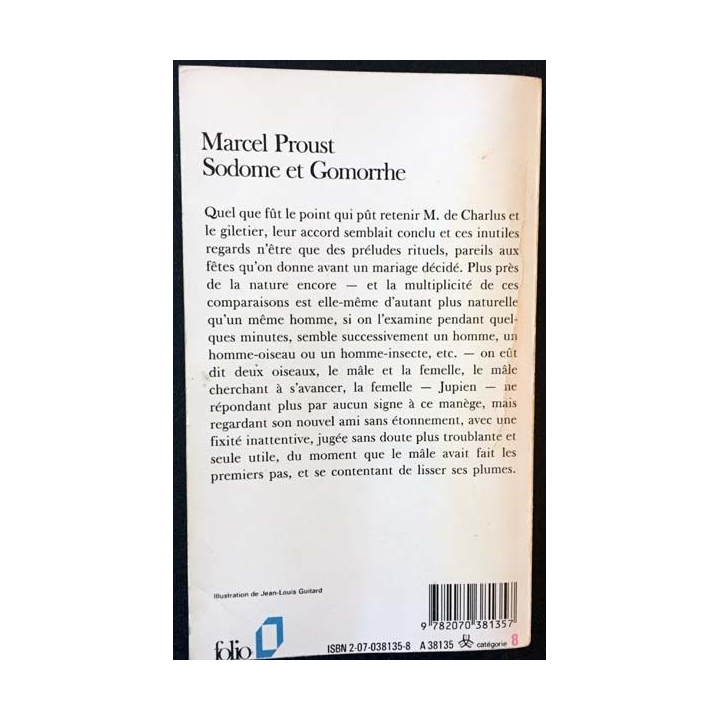 Marcel Proust
Sodome et Gomorrhe
Quel que fût le point qui pût retenir M. de Charlus et
le giletier, leur accord semblait conclu et ces inutiles
regards n'être que des préludes rituels, pareils aux
fêtes qu'on donne avant un mariage décidé. Plus près
de la nature encore — et la multiplicité de ces
comparaisons est elle-même d'autant plus naturelle
qu'un même homme, si on l'examine pendant quel-
ques minutes, semble successivement un homme, un
homme-oiseau ou un homme-insecte, etc. — on eût
dit deux oiseaux, le mâle et la femelle, le mâle
cherchant à s'avancer, la femelle — Jupien — ne
répondant plus par aucun signe à ce manège, mais
regardant son nouvel ami sans étonnement, avec une
fixité inattentive, jugée sans doute plus troublante et
seule utile, du moment que le mâle avait fait les
premiers pas, et se contentant de lisser ses plumes.
Illustration de Jean-Louis Guitard
9 782070 381357
folio
ISBN 2-07-038135-8 A 38135 catégorie 8